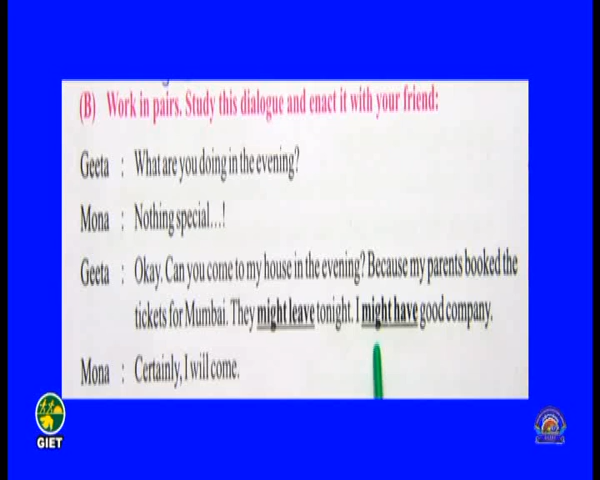 (B) Work in pairs. Study this dialogue and enact it with your friend:
Geeta : What are you doing in the evening?
Mona : Nothing special...!
Geeta : Okay. Can you come to my house in the evening? Because my parents booked the
tickets for Mumbai. They might leave tonight. I might have good company.
Mona : Certainly, I will come.
GIET